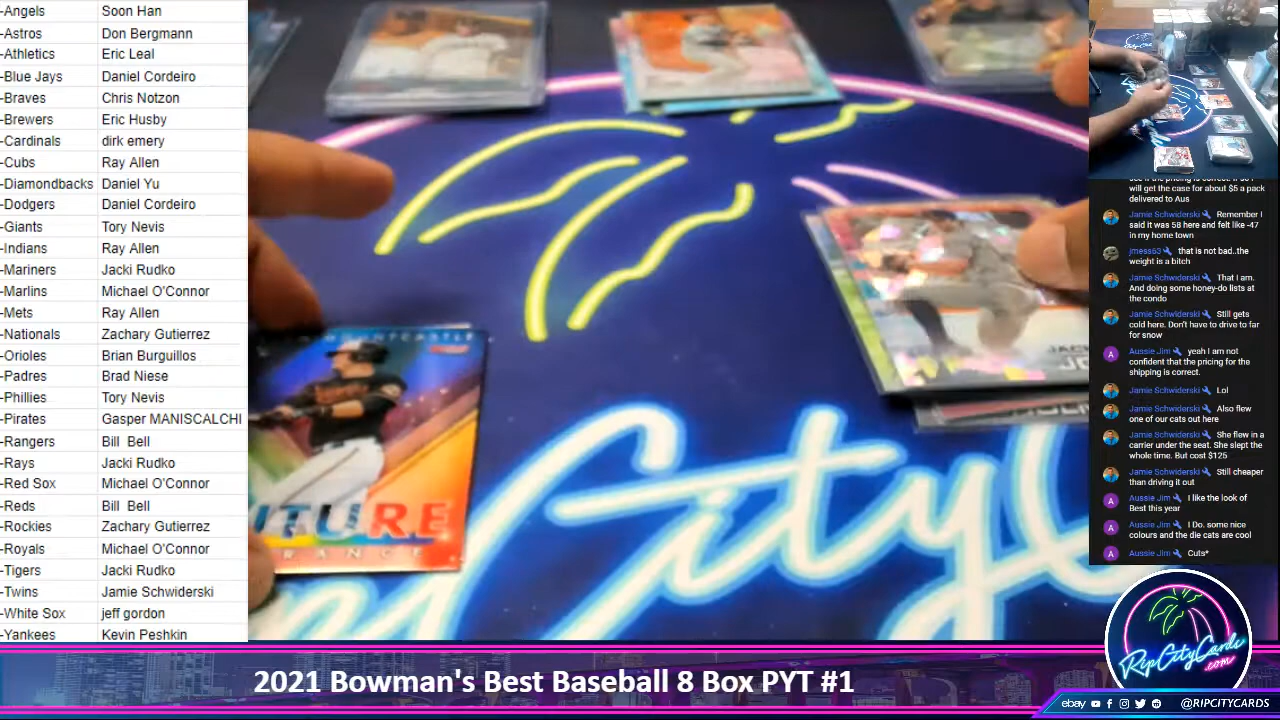 -Angels Soon Han
-Astros Don Bergmann
-Athletics Eric Leal
-Blue Jays Daniel Cordeiro
-Braves Chris Notzon
-Brewers Eric Husby
-Cardinals dirk emery
-Cubs Ray Allen
-Diamondbacks Daniel Yu
-Dodgers Daniel Cordeiro
-Giants Tory Nevis
-Indians Ray Allen
-Mariners Jacki Rudko
-Marlins Michael O'Connor
-Mets Ray Allen
-Nationals Zachary Gutierrez
-Orioles Brian Burguillos
-Padres Brad Niese
-Phillies Tory Nevis
-Pirates Gasper MANISCALCHI
-Rangers Bill Bell
-Rays Jacki Rudko
-Red Sox Michael O'Connor
-Reds Bill Bell
-Rockies Zachary Gutierrez
-Royals Michael O'Connor
-Tigers Jacki Rudko
-Twins Jamie Schwiderski
-White Sox jeff gordon
-Yankees Kevin Peshkin
TURE
City
see if the pricing is correct. If so I
will get the case for about $5 a pack
delivered to Aus
Jamie Schwiderski Remember I
said it was 58 here and felt like -47
in my home town
jmess63 that is not bad..the
weight is a bitch
Jamie Schwiderski That I am.
And doing some honey-do lists at
the condo
Jamie Schwiderski Still gets
cold here. Don't have to drive to far
for snow
A Aussie Jim yeah I am not
confident that the pricing for the
shipping is correct.
Jamie Schwiderski Lol
Jamie Schwiderski Also flew
one of our cats out here
Jamie Schwiderski She flew in a
carrier under the seat. She slept the
whole time. But cost $125
Jamie Schwiderski Still cheaper
than driving it out
A Aussie Jim I like the look of
Best this year
A Aussie Jim I Do. some nice
colours and the die cats are cool
A Aussie Jim Cuts*
RipCityCards
.com
2021 Bowman's Best Baseball 8 Box PYT #1
ebay @RIPCITYCARDS